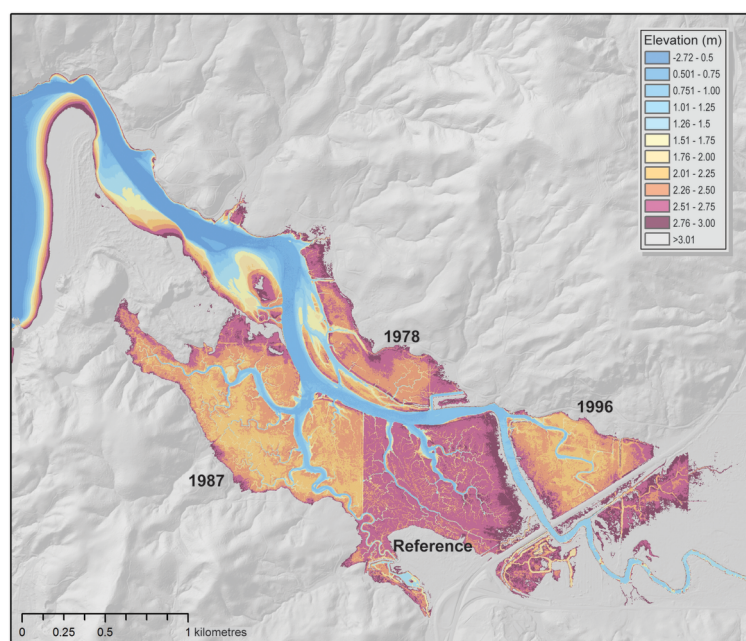 Elevation (m)
-2.72 - 0.5
0.501 - 0.75
0.751 - 1.00
1.01 - 1.25
1.26 - 1.5
1.51 - 1.75
1.76 - 2.00
2.01 - 2.25
2.26 - 2.50
2.51 - 2.75
2.76 - 3.00
>3.01
1978
1996
1987
Reference
0 0.25 0.5 1 kilometres